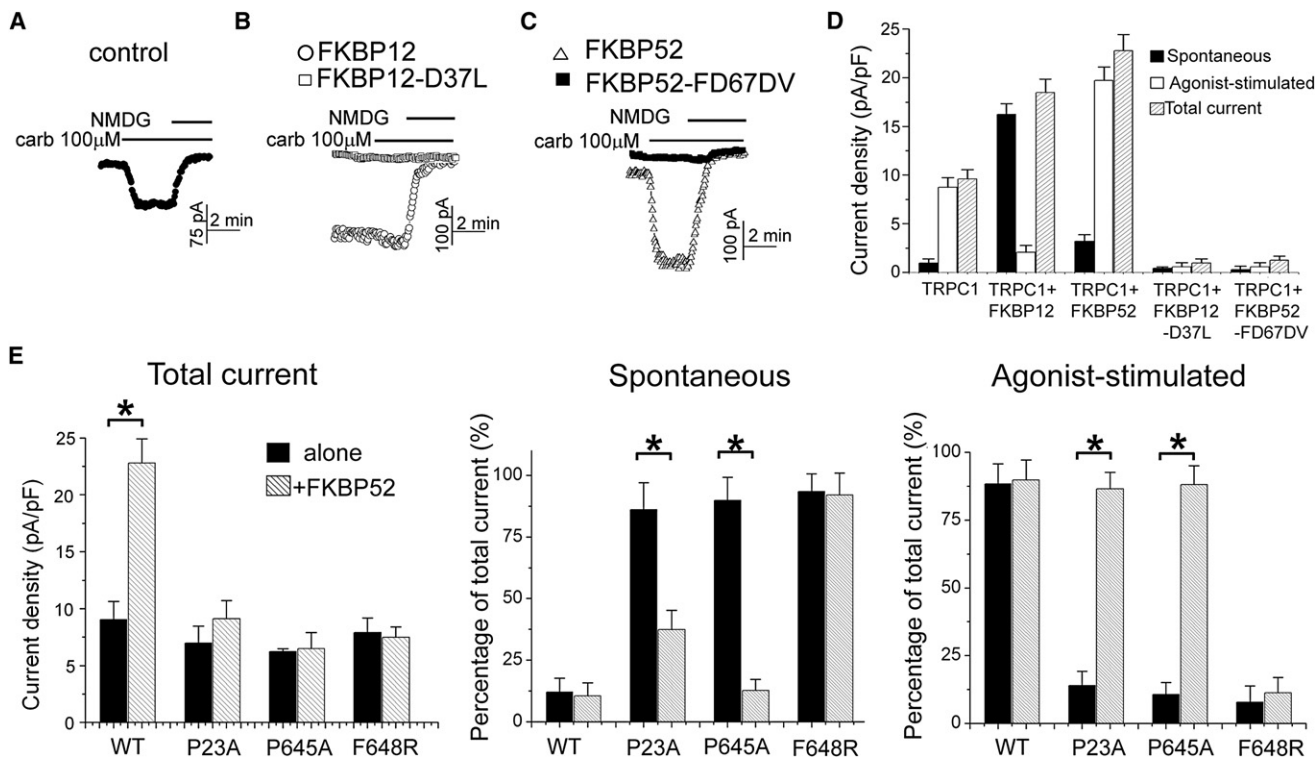 A
control
NMDG
carb 100μM
75 pA
2 min
B
FKBP12
FKBP12-D37L
NMDG
carb 100μM
100 pA
2 min
C
FKBP52
FKBP52-FD67DV
NMDG
carb 100μM
100 pA
2 min
D
Current density (pA/pF)
25
20
15
10
5
0
Spontaneous
Agonist-stimulated
Total current
TRPC1
TRPC1+
FKBP12
TRPC1+
FKBP52
TRPC1+
FKBP12
-D37L
TRPC1+
FKBP52
-FD67DV
E
Total current
Current density (pA/pF)
25
20
15
10
5
0
*
alone
+FKBP52
WT
P23A
P645A
F648R
Spontaneous
Percentage of total current (%)
100
75
50
25
0
*
*
WT
P23A
P645A
F648R
Agonist-stimulated
Percentage of total current (%)
100
75
50
25
0
*
*
WT
P23A
P645A
F648R